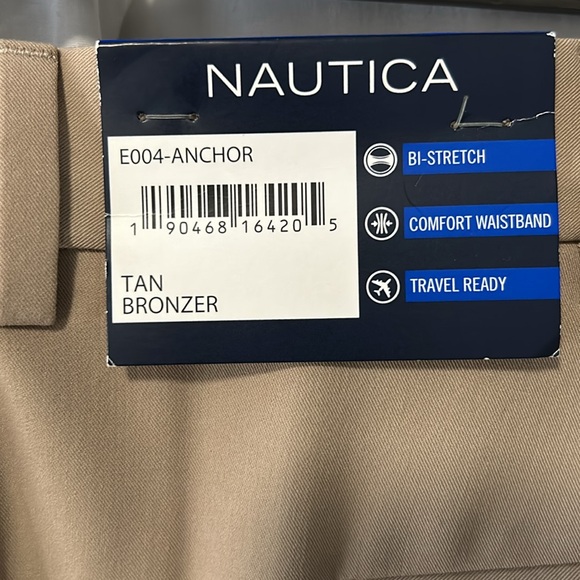 NAUTICA
E004-ANCHOR
1 90468 16420 5
TAN
BRONZER
BI-STRETCH
COMFORT WAISTBAND
TRAVEL READY